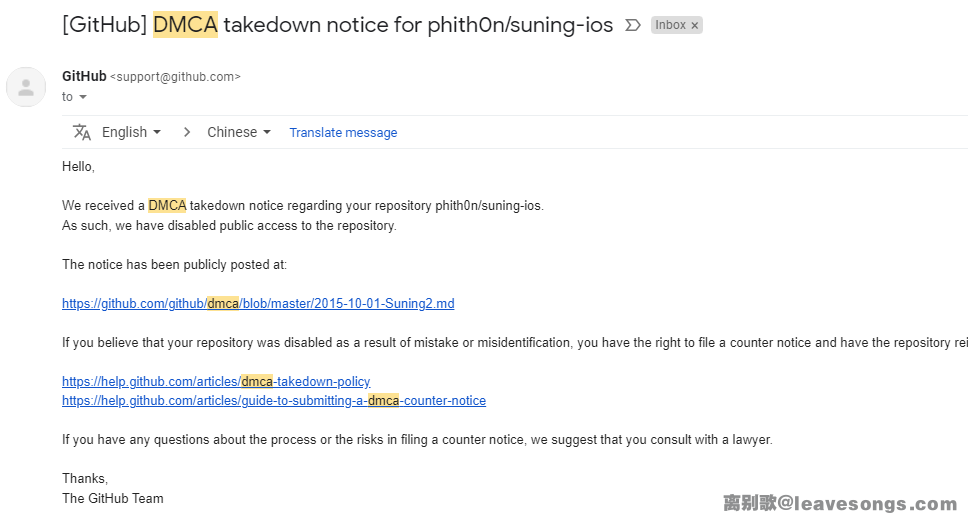 [GitHub] DMCA takedown notice for phith0n/suning-ios Inbox ×
GitHub <support@github.com>
to
English Chinese Translate message
Hello,
We received a DMCA takedown notice regarding your repository phith0n/suning-ios.
As such, we have disabled public access to the repository.
The notice has been publicly posted at:
https://github.com/github/dmca/blob/master/2015-10-01-Suning2.md
If you believe that your repository was disabled as a result of mistake or misidentification, you have the right to file a counter notice and have the repository rei
https://help.github.com/articles/dmca-takedown-policy
https://help.github.com/articles/guide-to-submitting-a-dmca-counter-notice
If you have any questions about the process or the risks in filing a counter notice, we suggest that you consult with a lawyer.
Thanks,
The GitHub Team
离别歌@leavesongs.com